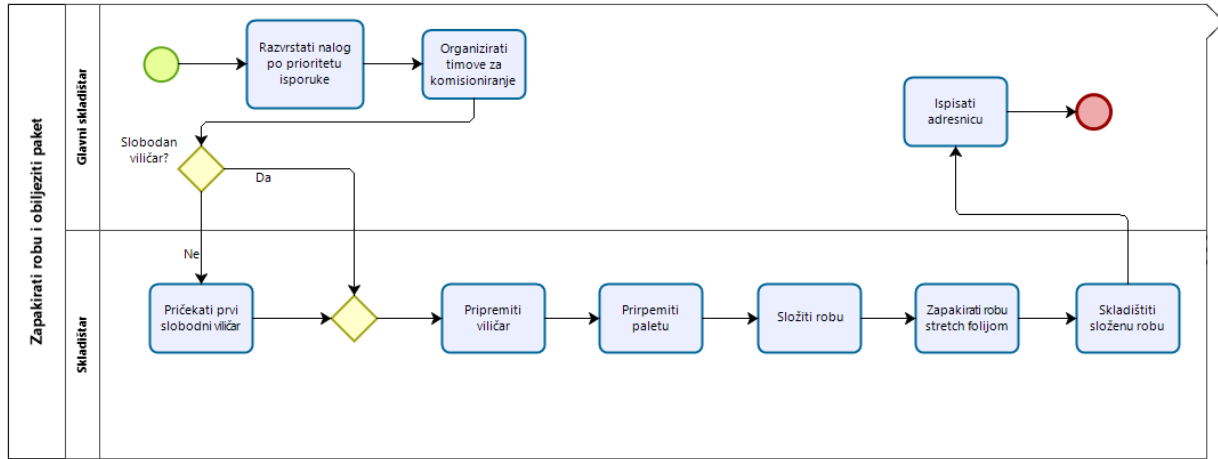 Zapakirati robu i obilježiti paket
Glavni skladištar
Razvrstati nalog
po prioritetu
isporuke
Organizirati
timove za
komisioniranje
Slobodan
viličar?
Da
Ne
Ispisati
adresnicu
Skladištar
Pričekati prvi
slobodni viličar
Pripremiti
viličar
Prirpemiti
paletu
Složiti robu
Zapakirati robu
stretch folijom
Skladištiti
složenu robu